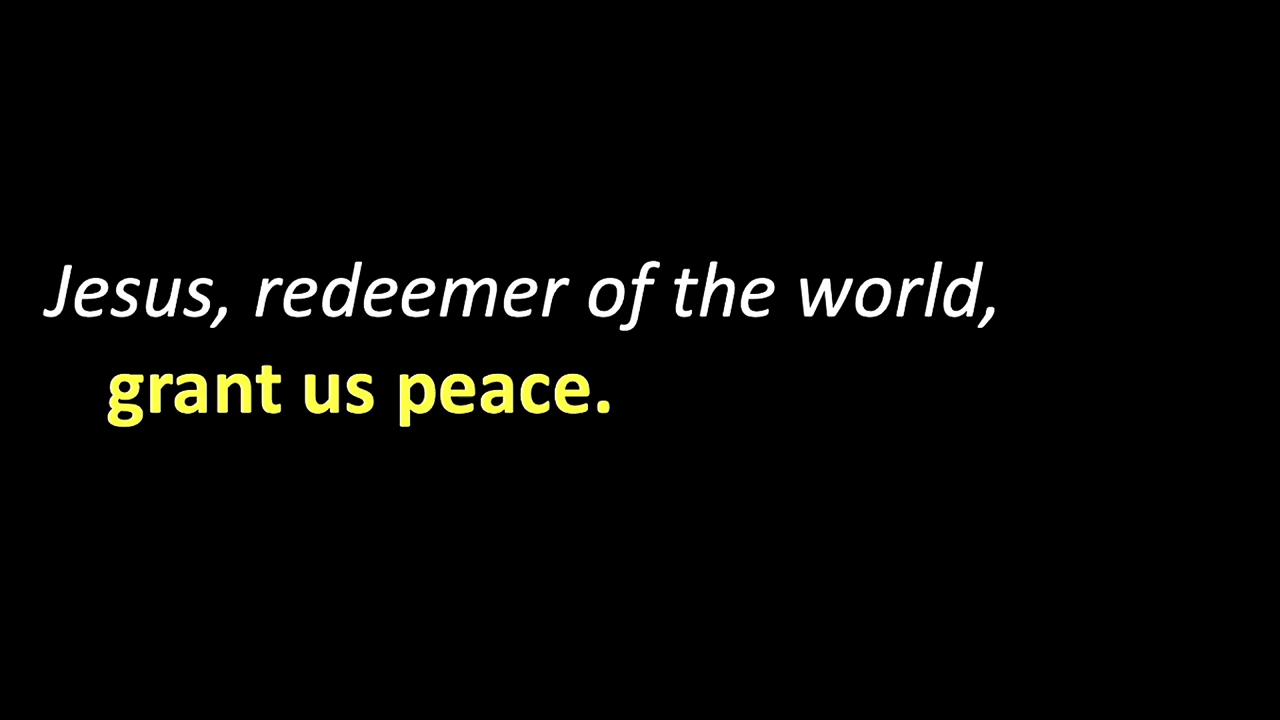 Jesus, redeemer of the world,
grant us peace.